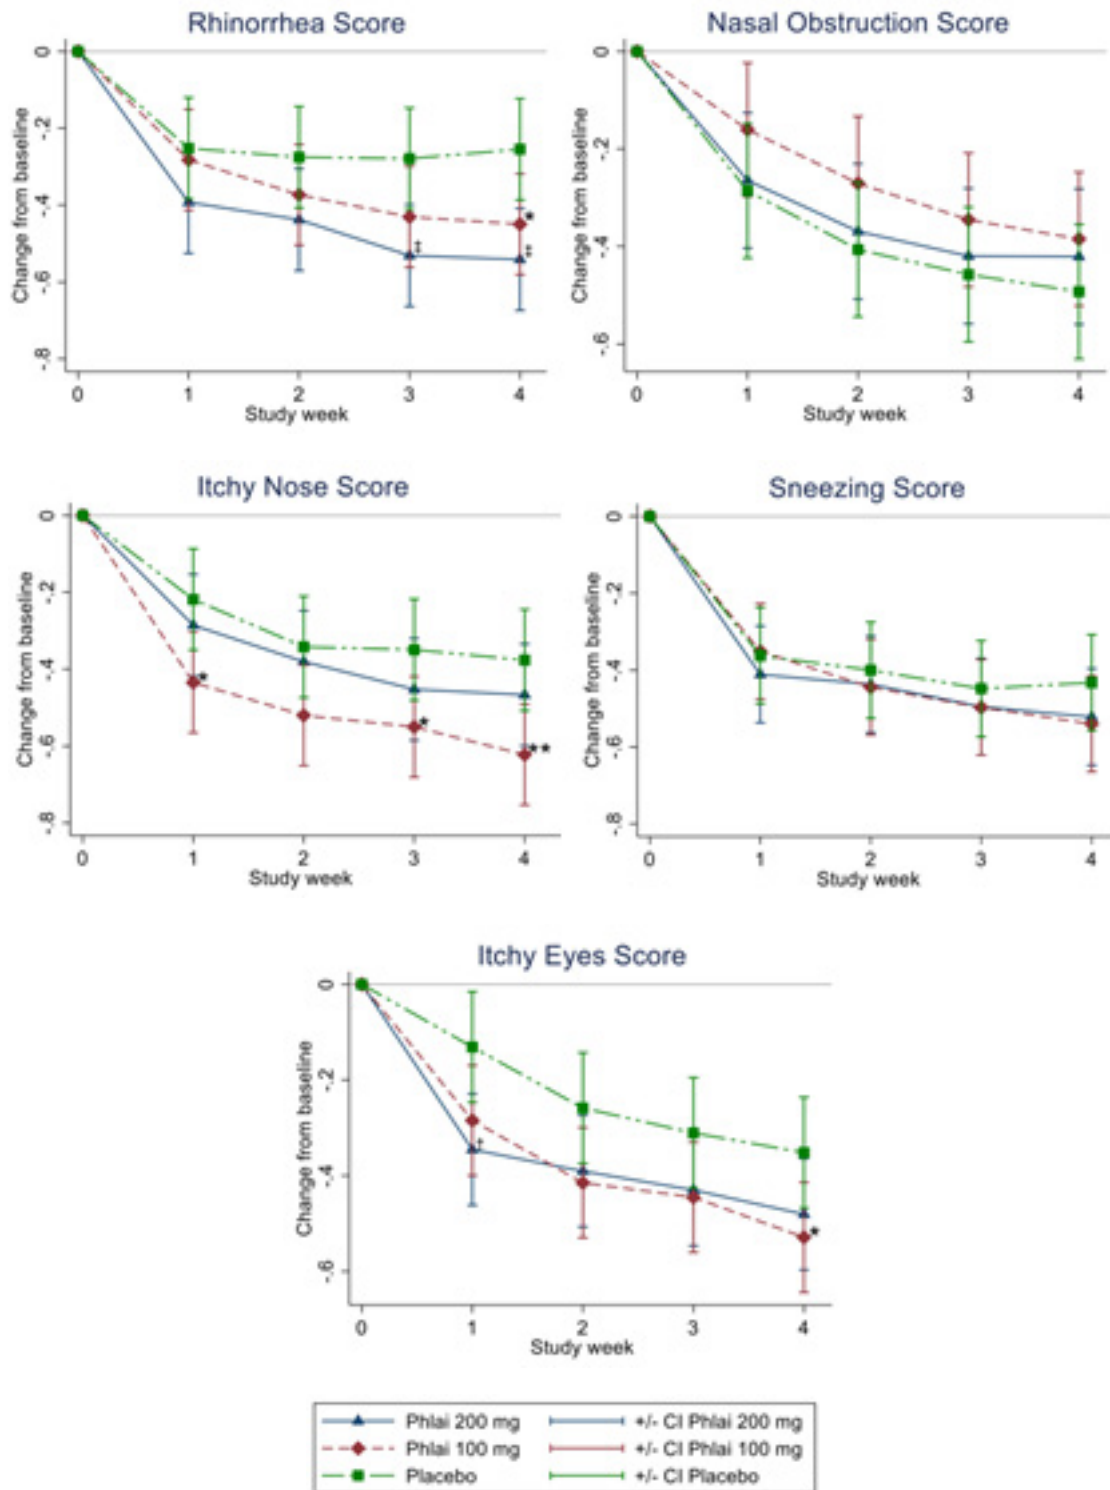 Rhinorrhea Score
Change from baseline
0
-.2
-.4
-.6
-.8
*
‡
‡
0 1 2 3 4
Study week
Nasal Obstruction Score
Change from baseline
0
-.2
-.4
-.6
0 1 2 3 4
Study week
Itchy Nose Score
Change from baseline
0
-.2
-.4
-.6
-.8
*
*
**
0 1 2 3 4
Study week
Sneezing Score
Change from baseline
0
-.2
-.4
-.6
-.8
0 1 2 3 4
Study week
Itchy Eyes Score
Change from baseline
0
-.2
-.4
-.6
†
*
0 1 2 3 4
Study week
Phlai 200 mg +/- CI Phlai 200 mg
Phlai 100 mg +/- CI Phlai 100 mg
Placebo +/- CI Placebo